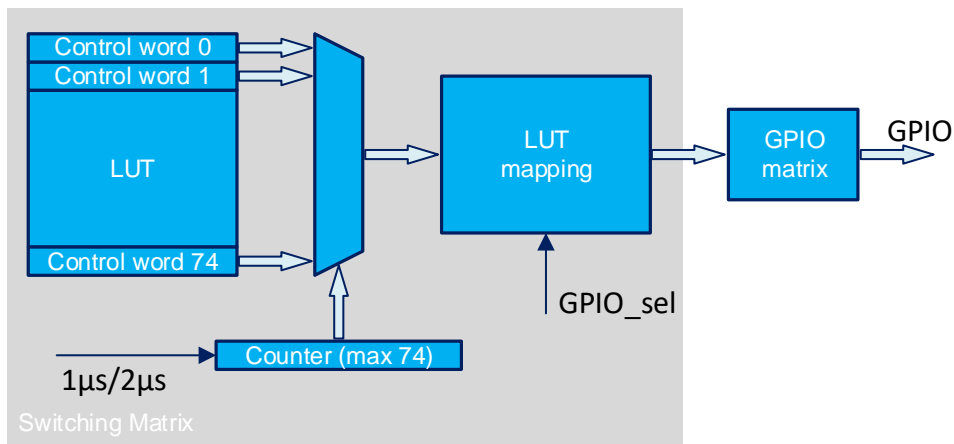 Control word 0
Control word 1
LUT
Control word 74
LUT
mapping
GPIO
matrix
GPIO
GPIO_sel
Counter (max 74)
1µs/2µs
Switching Matrix